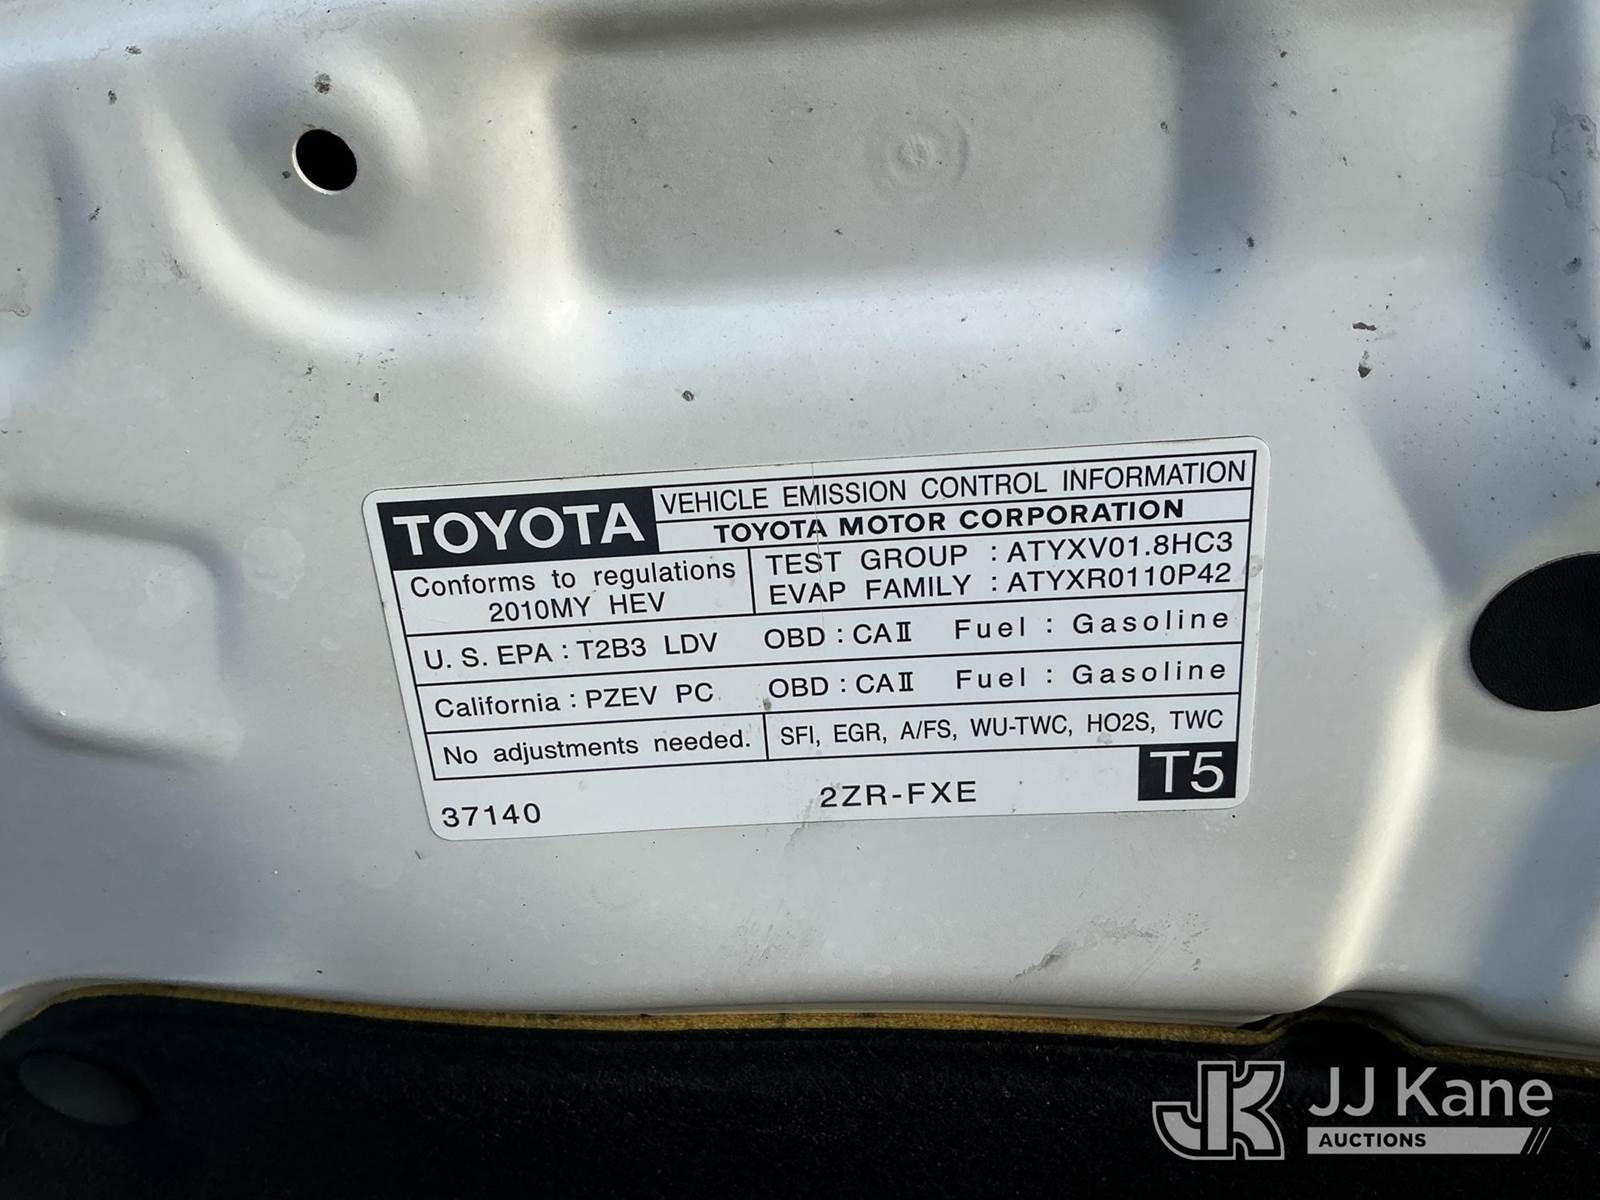 TOYOTA
VEHICLE EMISSION CONTROL INFORMATION
TOYOTA MOTOR CORPORATION
Conforms to regulations
2010MY HEV
TEST GROUP : ATYXV01.8HC3
EVAP FAMILY : ATYXR0110P42
U. S. EPA : T2B3 LDV OBD : CAⅡ Fuel : Gasoline
California : PZEV PC OBD : CAⅡ Fuel : Gasoline
No adjustments needed. SFI, EGR, A/FS, WU-TWC, HO2S, TWC
37140 2ZR-FXE T5
JK JJ Kane
AUCTIONS